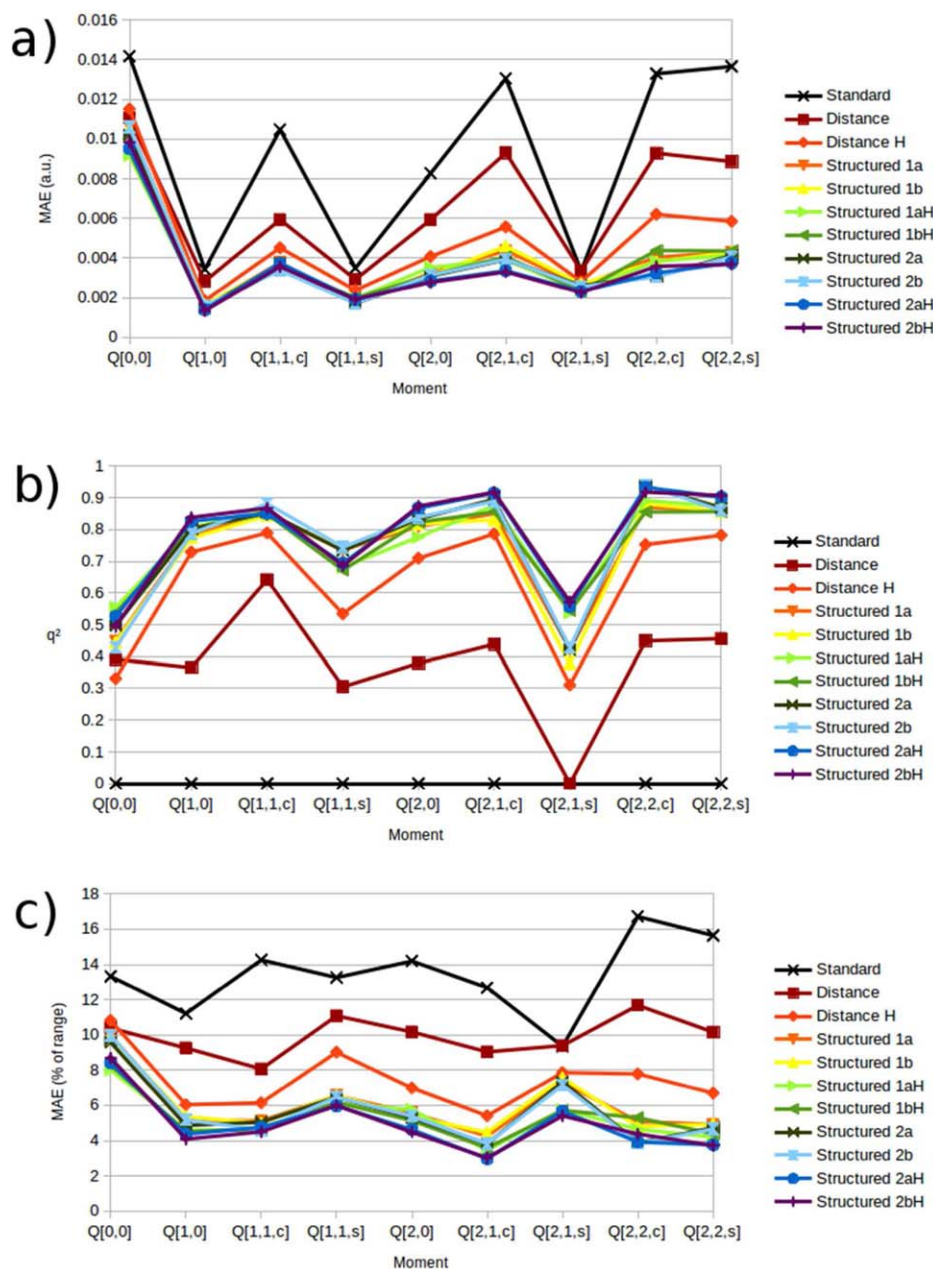 a)
0.016
0.014
0.012
0.01
0.008
0.006
0.004
0.002
0
MAE (a.u.)
Q[0,0] Q[1,0] Q[1,1,c] Q[1,1,s] Q[2,0] Q[2,1,c] Q[2,1,s] Q[2,2,c] Q[2,2,s]
Moment
Standard
Distance
Distance H
Structured 1a
Structured 1b
Structured 1aH
Structured 1bH
Structured 2a
Structured 2b
Structured 2aH
Structured 2bH
b)
1
0.9
0.8
0.7
0.6
0.5
0.4
0.3
0.2
0.1
0
q²
Q[0,0] Q[1,0] Q[1,1,c] Q[1,1,s] Q[2,0] Q[2,1,c] Q[2,1,s] Q[2,2,c] Q[2,2,s]
Moment
Standard
Distance
Distance H
Structured 1a
Structured 1b
Structured 1aH
Structured 1bH
Structured 2a
Structured 2b
Structured 2aH
Structured 2bH
c)
18
16
14
12
10
8
6
4
2
0
MAE (% of range)
Q[0,0] Q[1,0] Q[1,1,c] Q[1,1,s] Q[2,0] Q[2,1,c] Q[2,1,s] Q[2,2,c] Q[2,2,s]
Moment
Standard
Distance
Distance H
Structured 1a
Structured 1b
Structured 1aH
Structured 1bH
Structured 2a
Structured 2b
Structured 2aH
Structured 2bH